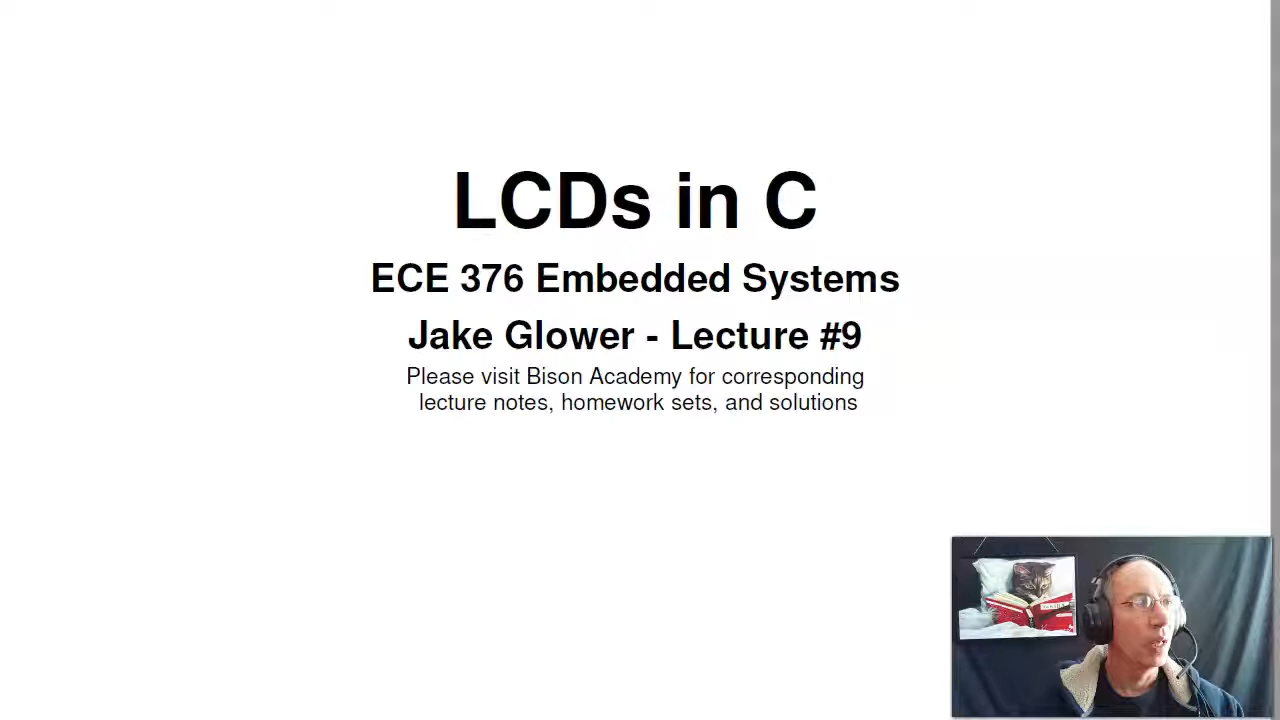 LCDs in C
ECE 376 Embedded Systems
Jake Glower - Lecture #9
Please visit Bison Academy for corresponding
lecture notes, homework sets, and solutions